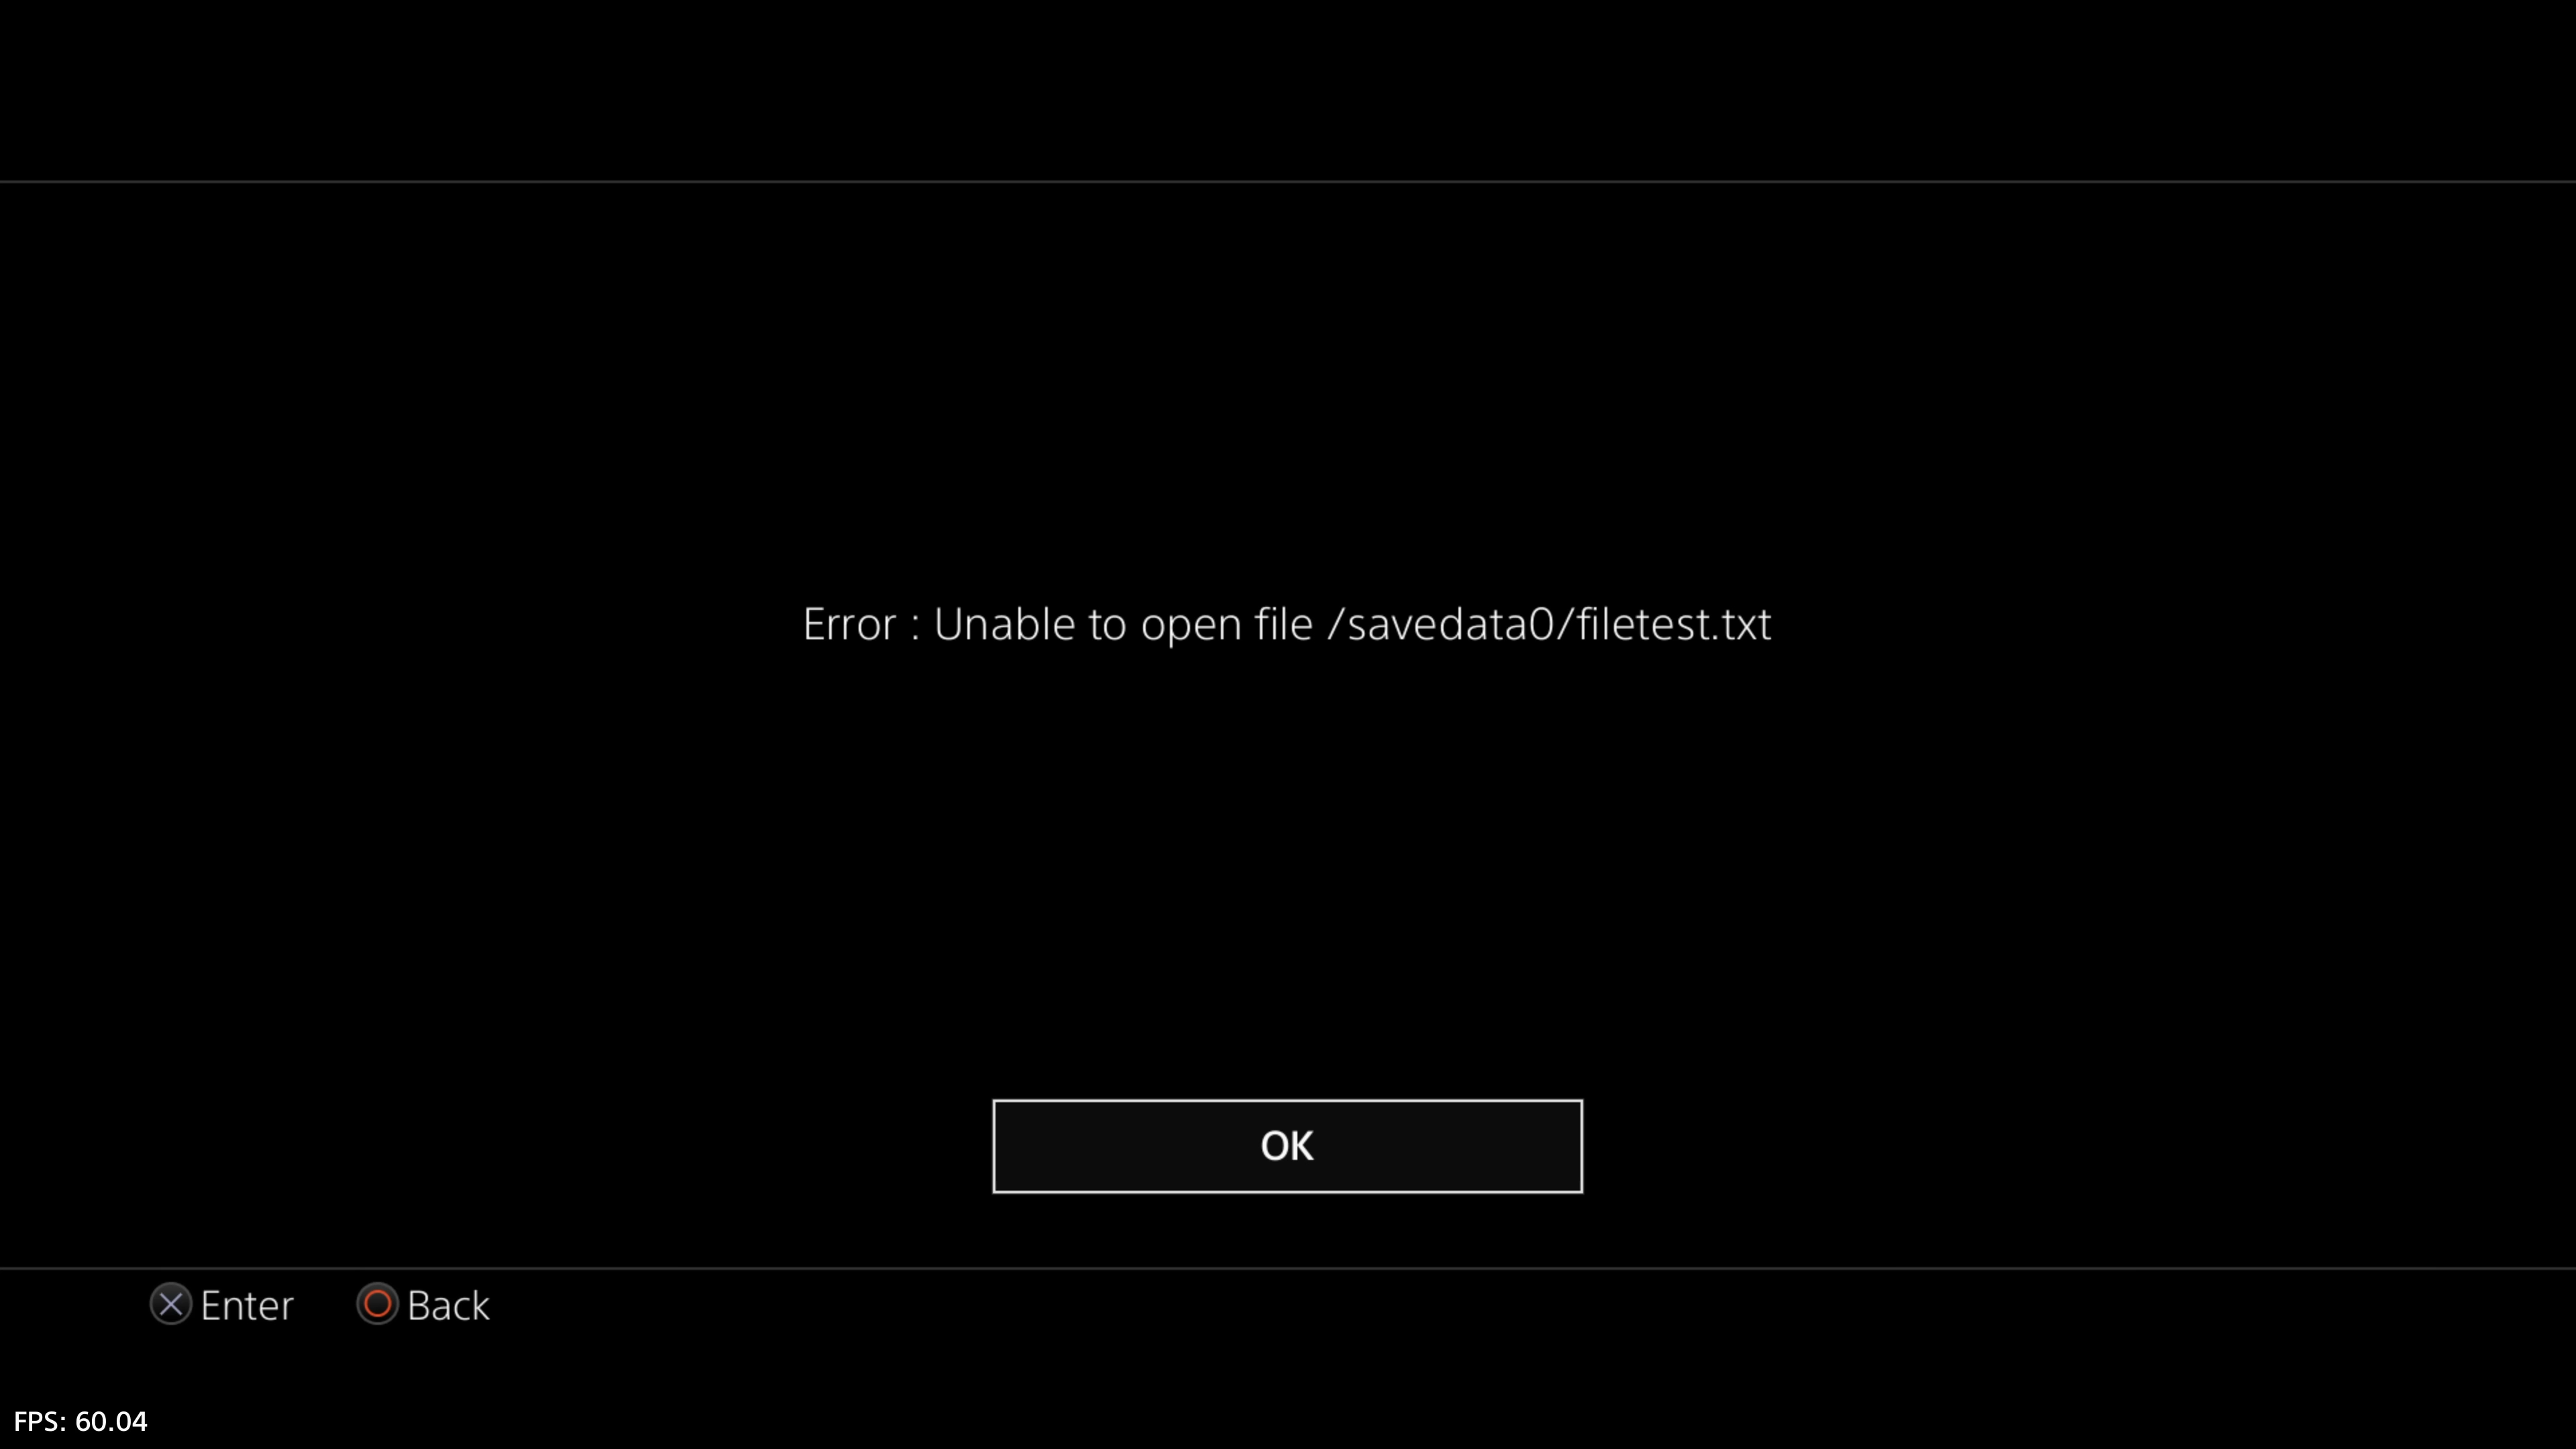 Error : Unable to open file /savedata0/filetest.txt
OK
Enter Back
FPS: 60.04